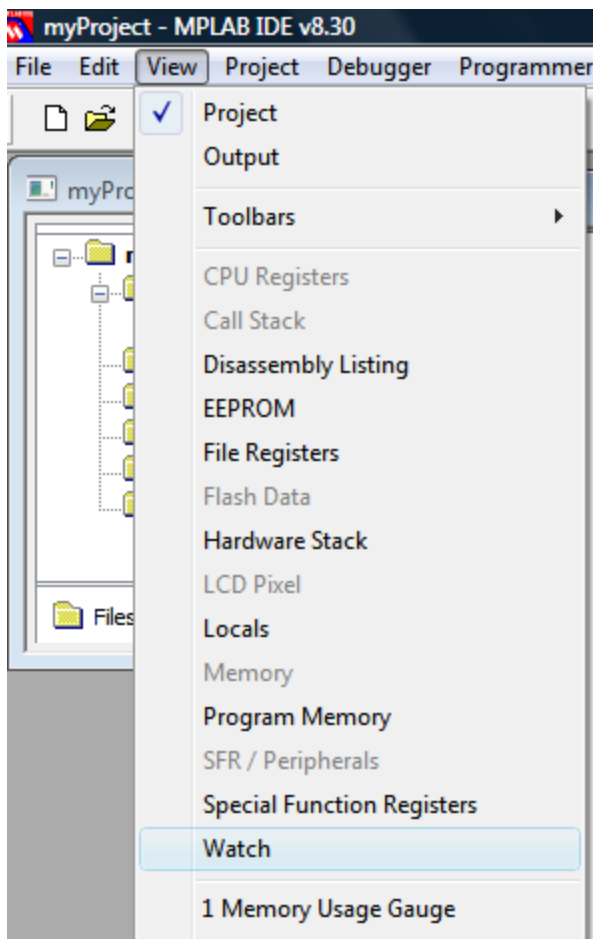 myProject - MPLAB IDE v8.30
File Edit View Project Debugger Programmer
Project
Output
myPro
Toolbars
CPU Registers
Call Stack
Disassembly Listing
EEPROM
File Registers
Flash Data
Hardware Stack
LCD Pixel
Files
Locals
Memory
Program Memory
SFR / Peripherals
Special Function Registers
Watch
1 Memory Usage Gauge